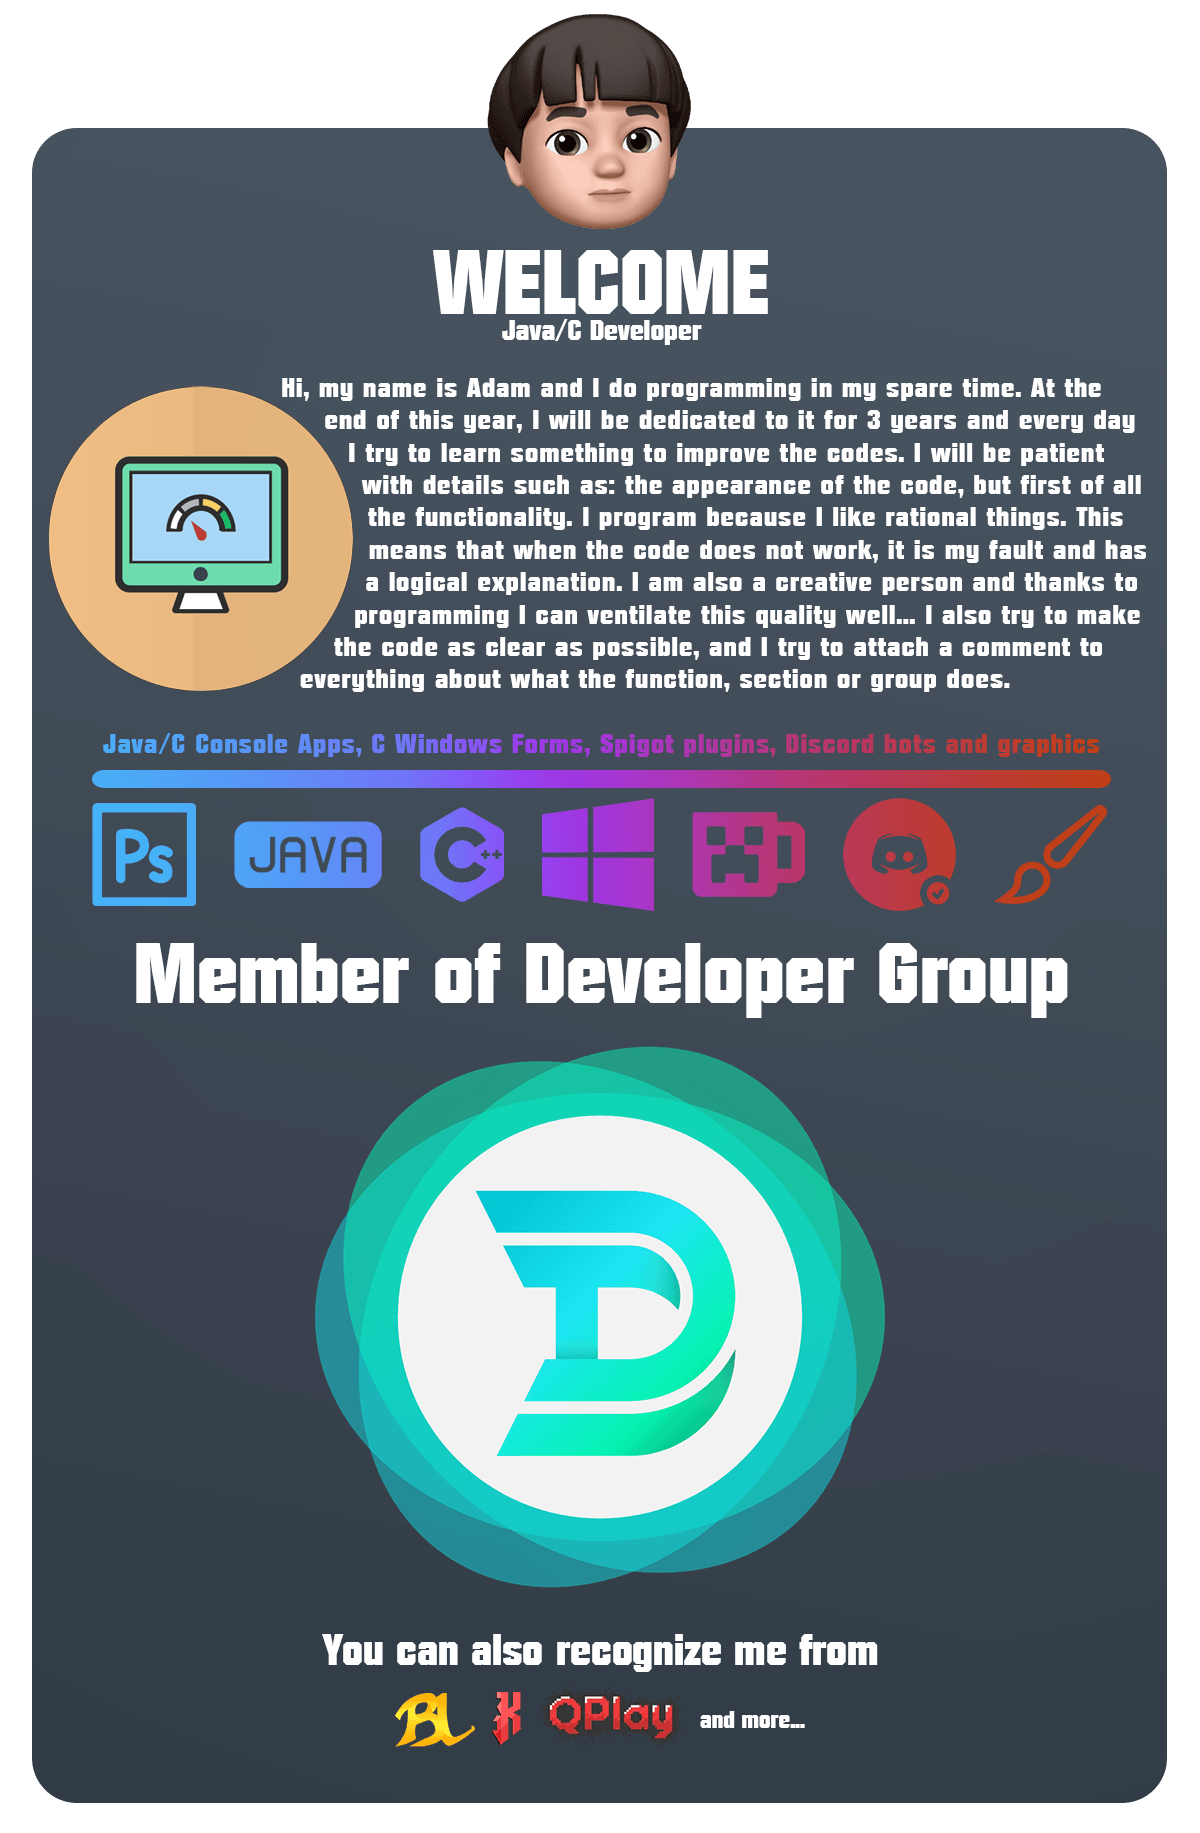 WELCOME
Java/C Developer
Hi, my name is Adam and I do programming in my spare time. At the
end of this year, I will be dedicated to it for 3 years and every day
I try to learn something to improve the codes. I will be patient
with details such as: the appearance of the code, but first of all
the functionality. I program because I like rational things. This
means that when the code does not work, it is my fault and has
a logical explanation. I am also a creative person and thanks to
programming I can ventilate this quality well... I also try to make
the code as clear as possible, and I try to attach a comment to
everything about what the function, section or group does.
Java/C Console Apps, C Windows Forms, Spigot plugins, Discord bots and graphics
Ps JAVA C++
Member of Developer Group
You can also recognize me from
BL K QPlay and more...